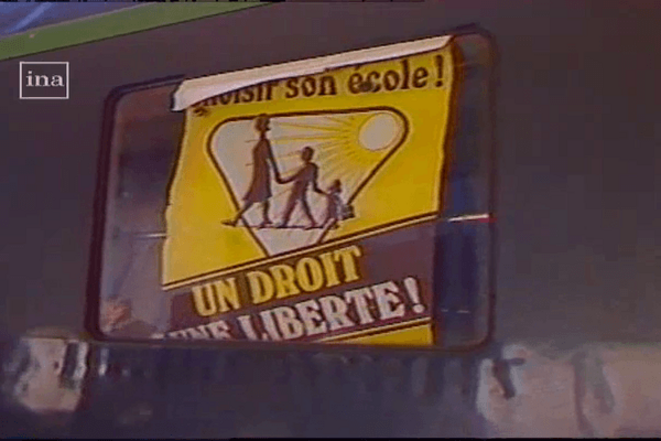 ina
choisir son école !
UN DROIT
UNE LIBERTE !